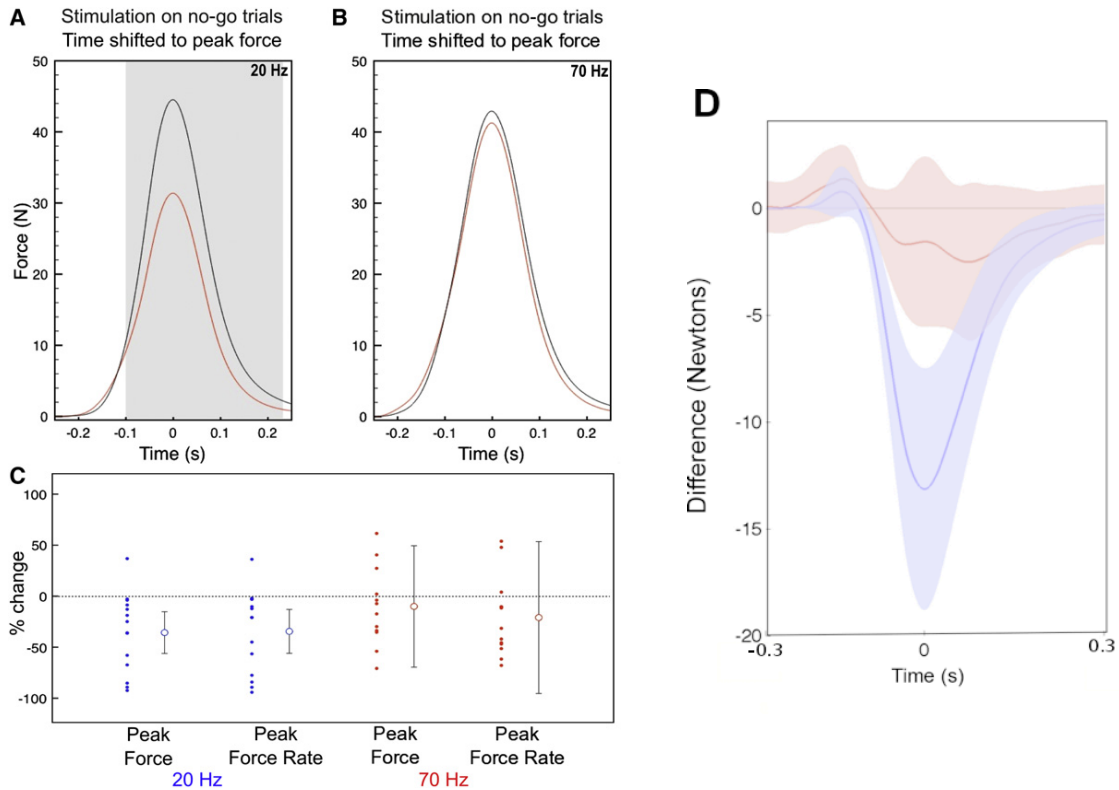 A
Stimulation on no-go trials
Time shifted to peak force
20 Hz
50
40
30
20
10
0
Force (N)
-0.2
-0.1
0
0.1
0.2
Time (s)
B
Stimulation on no-go trials
Time shifted to peak force
70 Hz
50
40
30
20
10
0
-0.2
-0.1
0
0.1
0.2
Time (s)
C
100
50
0
-50
-100
% change
Peak
Force
Peak
Force Rate
Peak
Force
Peak
Force Rate
20 Hz
70 Hz
D
0
-5
-10
-15
-20
Difference (Newtons)
-0.3
0
0.3
Time (s)